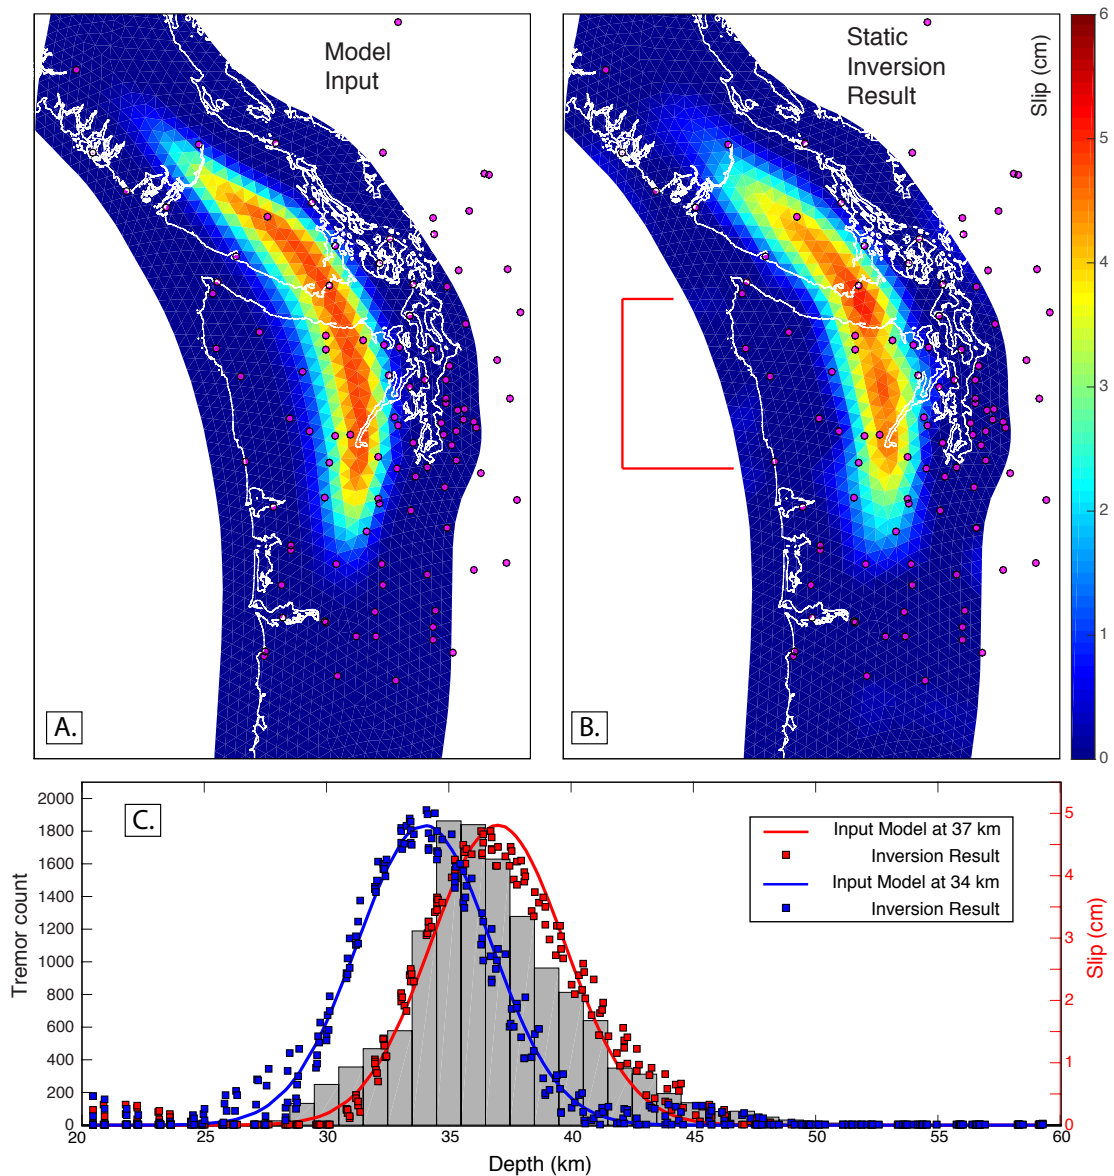 Model
Input
Static
Inversion
Result
Slip (cm)
6
5
4
3
2
1
0
A.
B.
C.
2000
1800
1600
1400
1200
1000
800
600
400
200
0
Tremor count
5
4
3
2
1
0
Slip (cm)
Input Model at 37 km
Inversion Result
Input Model at 34 km
Inversion Result
20 25 30 35 40 45 50 55 60
Depth (km)